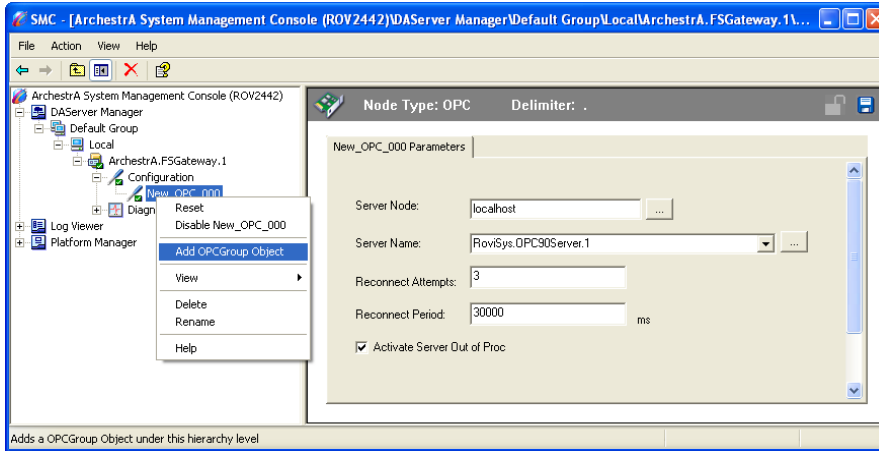 SMC - [ArchestrA System Management Console (ROV2442)\DAServer Manager\Default Group\Local\ArchestrA.FSGateway.1\...
File Action View Help
ArchestrA System Management Console (ROV2442)
DAServer Manager
Default Group
Local
ArchestrA.FSGateway.1
Configuration
New_OPC_000
Diagn
Log Viewer
Platform Manager
Reset
Disable New_OPC_000
Add OPCGroup Object
View
Delete
Rename
Help
Node Type: OPC Delimiter: .
New_OPC_000 Parameters
Server Node: localhost ...
Server Name: RoviSys.OPC90Server.1 ...
Reconnect Attempts: 3
Reconnect Period: 30000 ms
Activate Server Out of Proc
Adds a OPCGroup Object under this hierarchy level